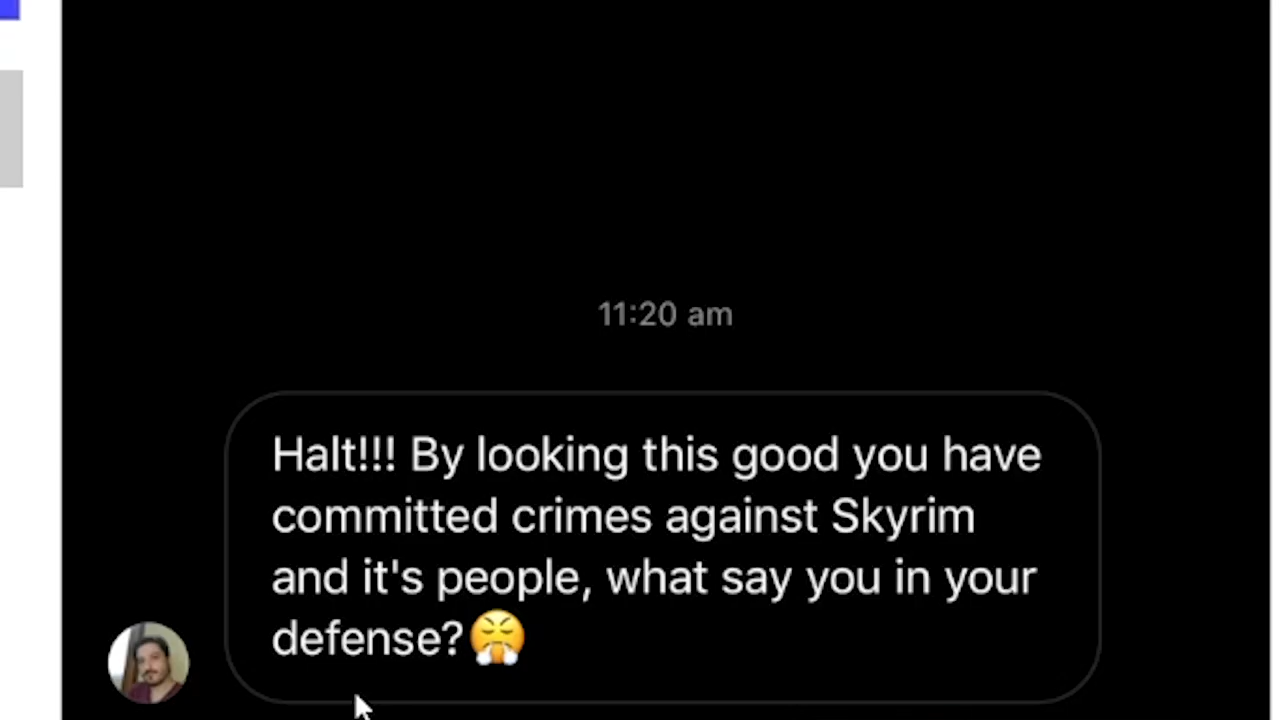 11:20 am
Halt!!! By looking this good you have
committed crimes against Skyrim
and it's people, what say you in your
defense?😤